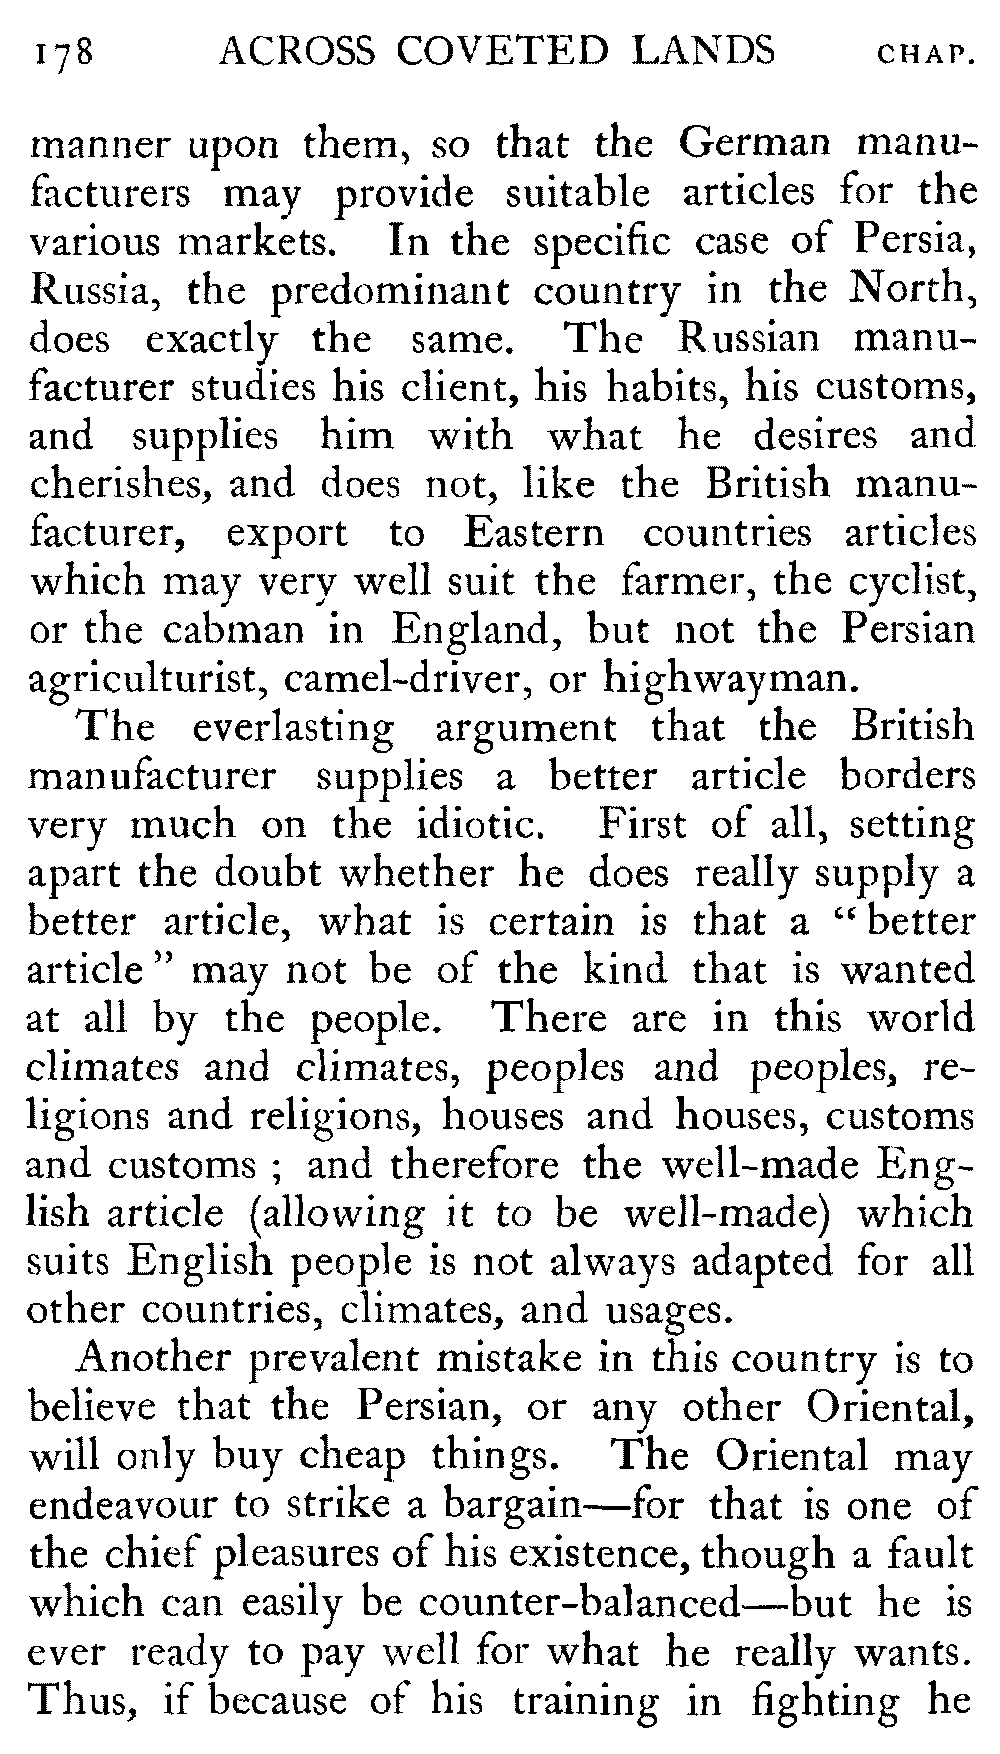 178 ACROSS COVETED LANDS CHAP.
manner upon them, so that the German manu-
facturers may provide suitable articles for the
various markets. In the specific case of Persia,
Russia, the predominant country in the North,
does exactly the same. The Russian manu-
facturer studies his client, his habits, his customs,
and supplies him with what he desires and
cherishes, and does not, like the British manu-
facturer, export to Eastern countries articles
which may very well suit the farmer, the cyclist,
or the cabman in England, but not the Persian
agriculturist, camel-driver, or highwayman.
The everlasting argument that the British
manufacturer supplies a better article borders
very much on the idiotic. First of all, setting
apart the doubt whether he does really supply a
better article, what is certain is that a “better
article” may not be of the kind that is wanted
at all by the people. There are in this world
climates and climates, peoples and peoples, re-
ligions and religions, houses and houses, customs
and customs ; and therefore the well-made Eng-
lish article (allowing it to be well-made) which
suits English people is not always adapted for all
other countries, climates, and usages.
Another prevalent mistake in this country is to
believe that the Persian, or any other Oriental,
will only buy cheap things. The Oriental may
endeavour to strike a bargain—for that is one of
the chief pleasures of his existence, though a fault
which can easily be counter-balanced—but he is
ever ready to pay well for what he really wants.
Thus, if because of his training in fighting he